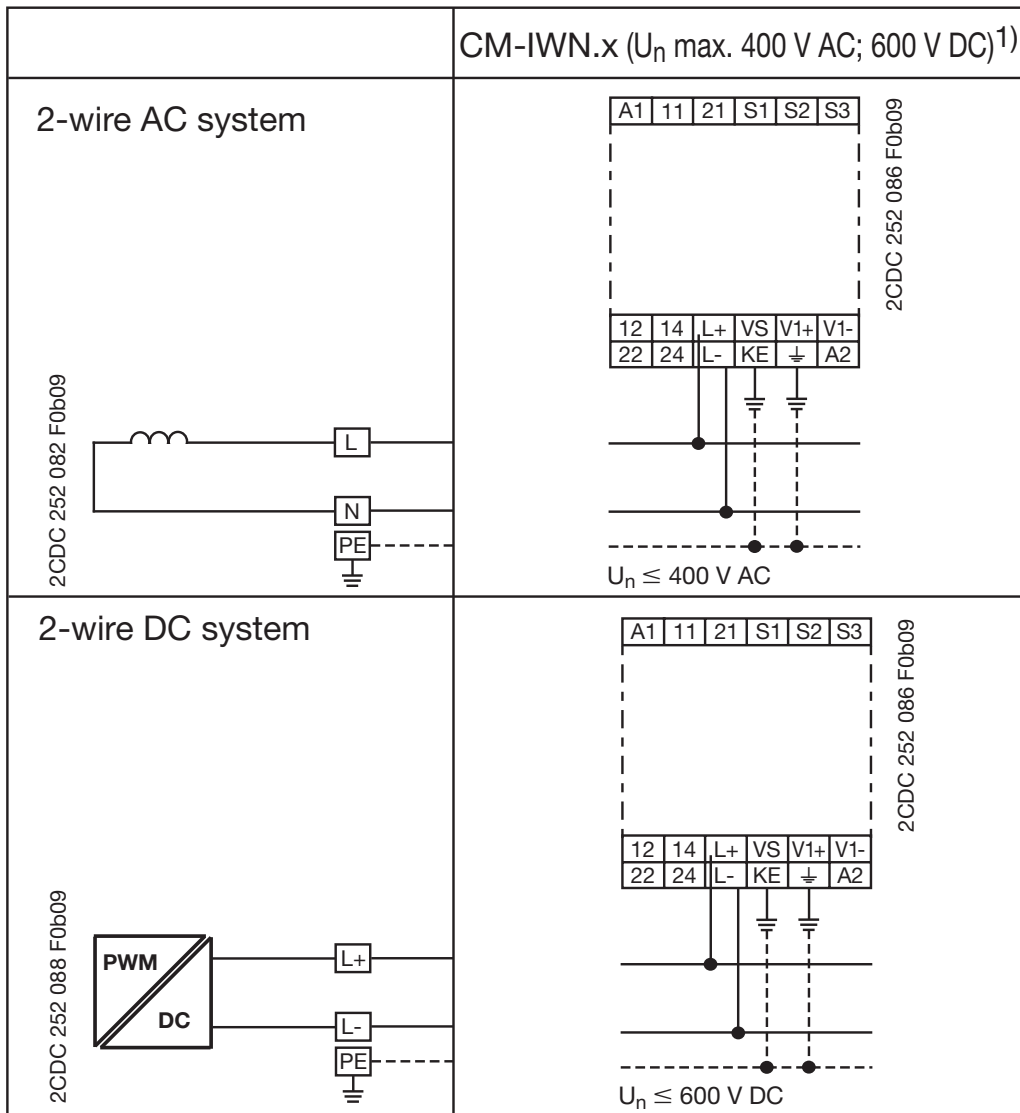 CM-IWN.x (Un max. 400 V AC; 600 V DC)1)
2-wire AC system
A1 11 21 S1 S2 S3
2CDC 252 086 F0b09
12 14 L+ VS V1+ V1-
22 24 L- KE ⏚ A2
2CDC 252 082 F0b09
L
N
PE
Un ≤ 400 V AC
2-wire DC system
A1 11 21 S1 S2 S3
2CDC 252 086 F0b09
12 14 L+ VS V1+ V1-
22 24 L- KE ⏚ A2
2CDC 252 088 F0b09
PWM
DC
L+
L-
PE
Un ≤ 600 V DC